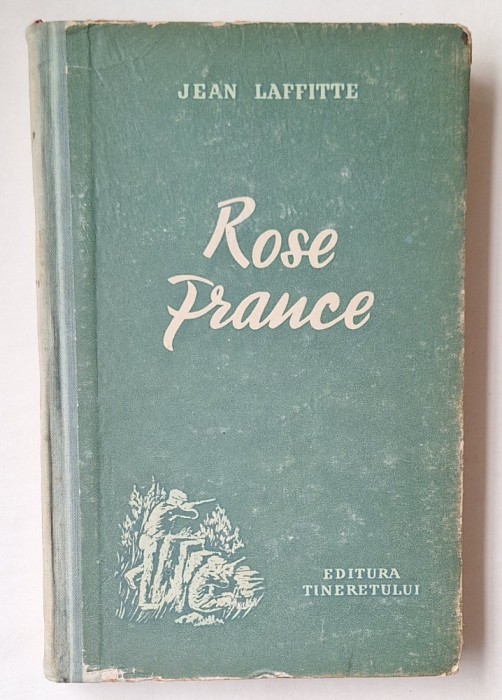 JEAN LAFFITTE
Rose
France
EDITURA
TINERETULUI